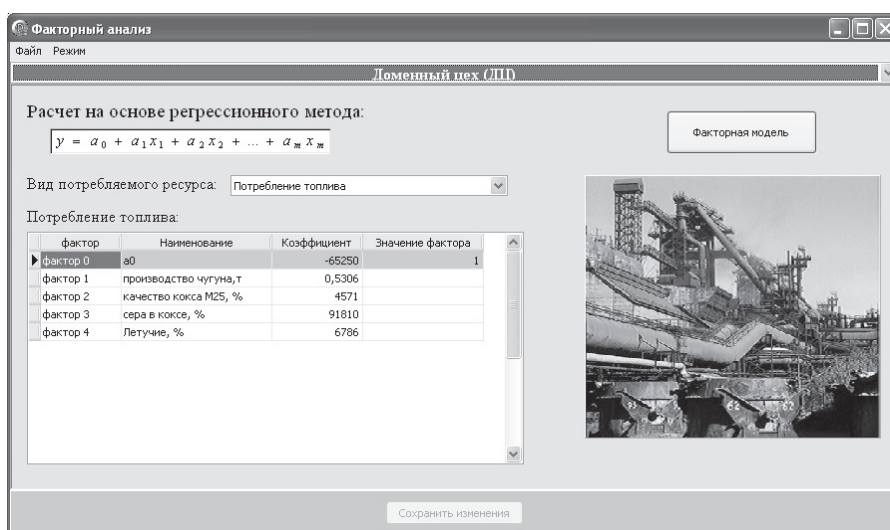 Факторный анализ
Файл Режим
Доменный цех (ДЦ)
Расчет на основе регрессионного метода:
y = a₀ + a₁x₁ + a₂x₂ + ... + aₘxₘ
Факторная модель
Вид потребляемого ресурса: Потребление топлива
Потребление топлива:
фактор Наименование Коэффициент Значение фактора
фактор 0 a0 -65250 1
фактор 1 производство чугуна,т 0,5306
фактор 2 качество кокса М25, % 4571
фактор 3 сера в коксе, % 91810
фактор 4 Летучие, % 6786
62 62
Сохранить изменения